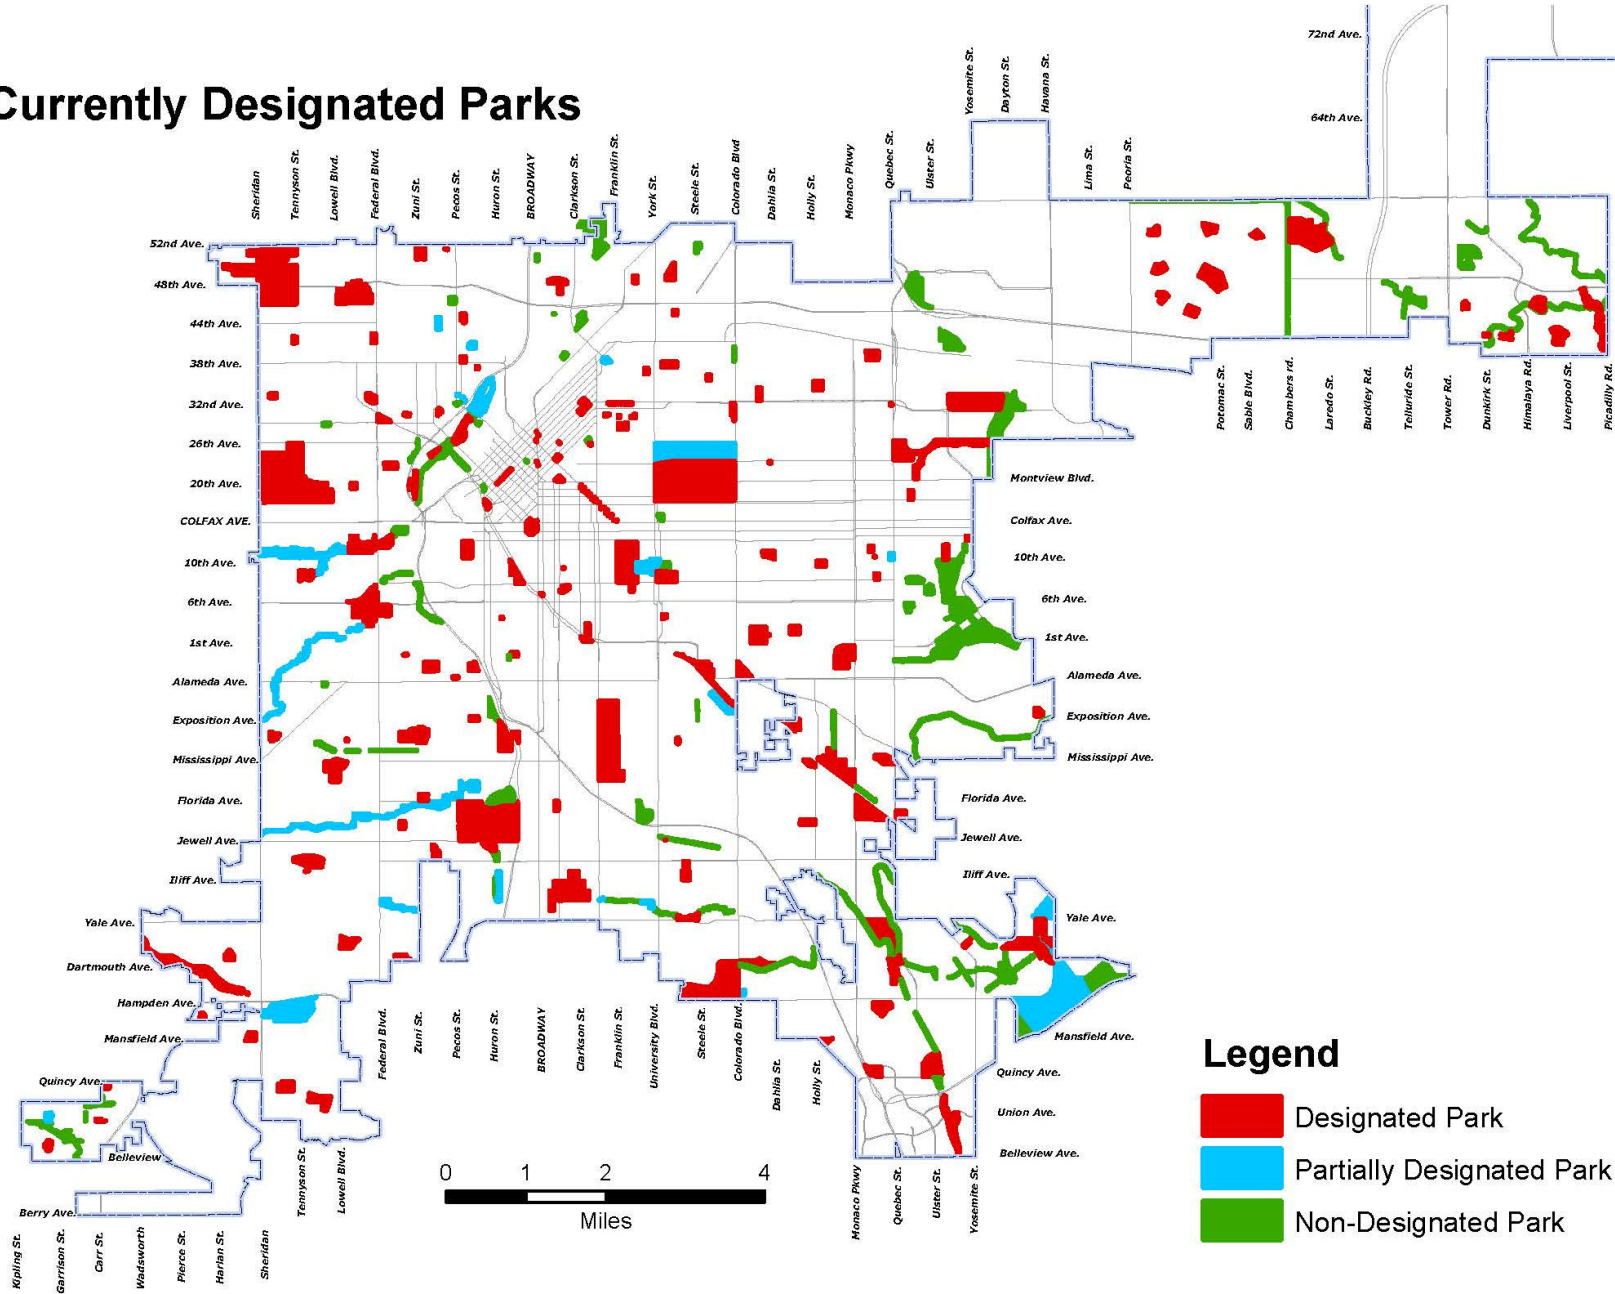 Currently Designated Parks
72nd Ave.
64th Ave.
Yosemite St.
Dayton St.
Havana St.
Sheridan
Tennyson St.
Lowell Blvd.
Federal Blvd.
Zuni St.
Pecos St.
Huron St.
BROADWAY
Clarkson St.
Franklin St.
York St.
Steele St.
Colorado Blvd
Dahlia St.
Holly St.
Monaco Pkwy
Quebec St.
Ulster St.
Lima St.
Peoria St.
52nd Ave.
48th Ave.
44th Ave.
38th Ave.
32nd Ave.
26th Ave.
20th Ave.
COLFAX AVE.
10th Ave.
6th Ave.
1st Ave.
Alameda Ave.
Exposition Ave.
Mississippi Ave.
Florida Ave.
Jewell Ave.
Iliff Ave.
Yale Ave.
Dartmouth Ave.
Hampden Ave.
Mansfield Ave.
Quincy Ave.
Belleview
Berry Ave.
Potomac St.
Sable Blvd.
Chambers rd.
Laredo St.
Buckley Rd.
Telluride St.
Tower Rd.
Dunkirk St.
Himalaya Rd.
Liverpool St.
Picadilly Rd.
Montview Blvd.
Colfax Ave.
10th Ave.
6th Ave.
1st Ave.
Alameda Ave.
Exposition Ave.
Mississippi Ave.
Florida Ave.
Jewell Ave.
Iliff Ave.
Yale Ave.
Mansfield Ave.
Quincy Ave.
Union Ave.
Belleview Ave.
Federal Blvd.
Zuni St.
Pecos St.
Huron St.
BROADWAY
Clarkson St.
Franklin St.
University Blvd.
Steele St.
Colorado Blvd.
Dahlia St.
Holly St.
Monaco Pkwy
Quebec St.
Ulster St.
Yosemite St.
Tennyson St.
Lowell Blvd.
Kipling St.
Garrison St.
Carr St.
Wadsworth
Pierce St.
Harlan St.
Sheridan
0 1 2 4
Miles
Legend
Designated Park
Partially Designated Park
Non-Designated Park